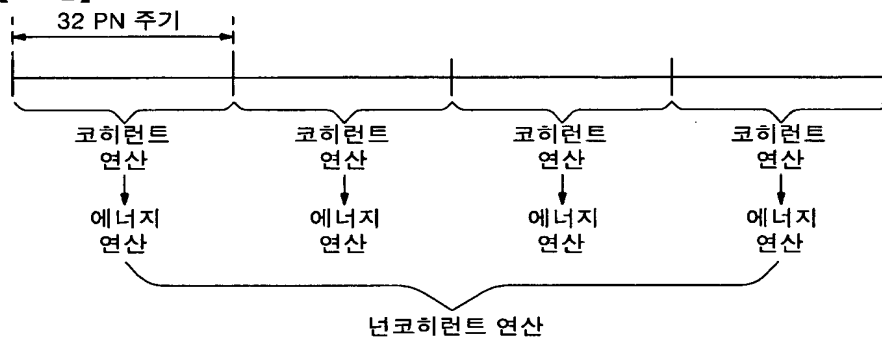 32 PN 주기
코히런트 코히런트 코히런트 코히런트
연산 연산 연산 연산
에너지 에너지 에너지 에너지
연산 연산 연산 연산
넌코히런트 연산